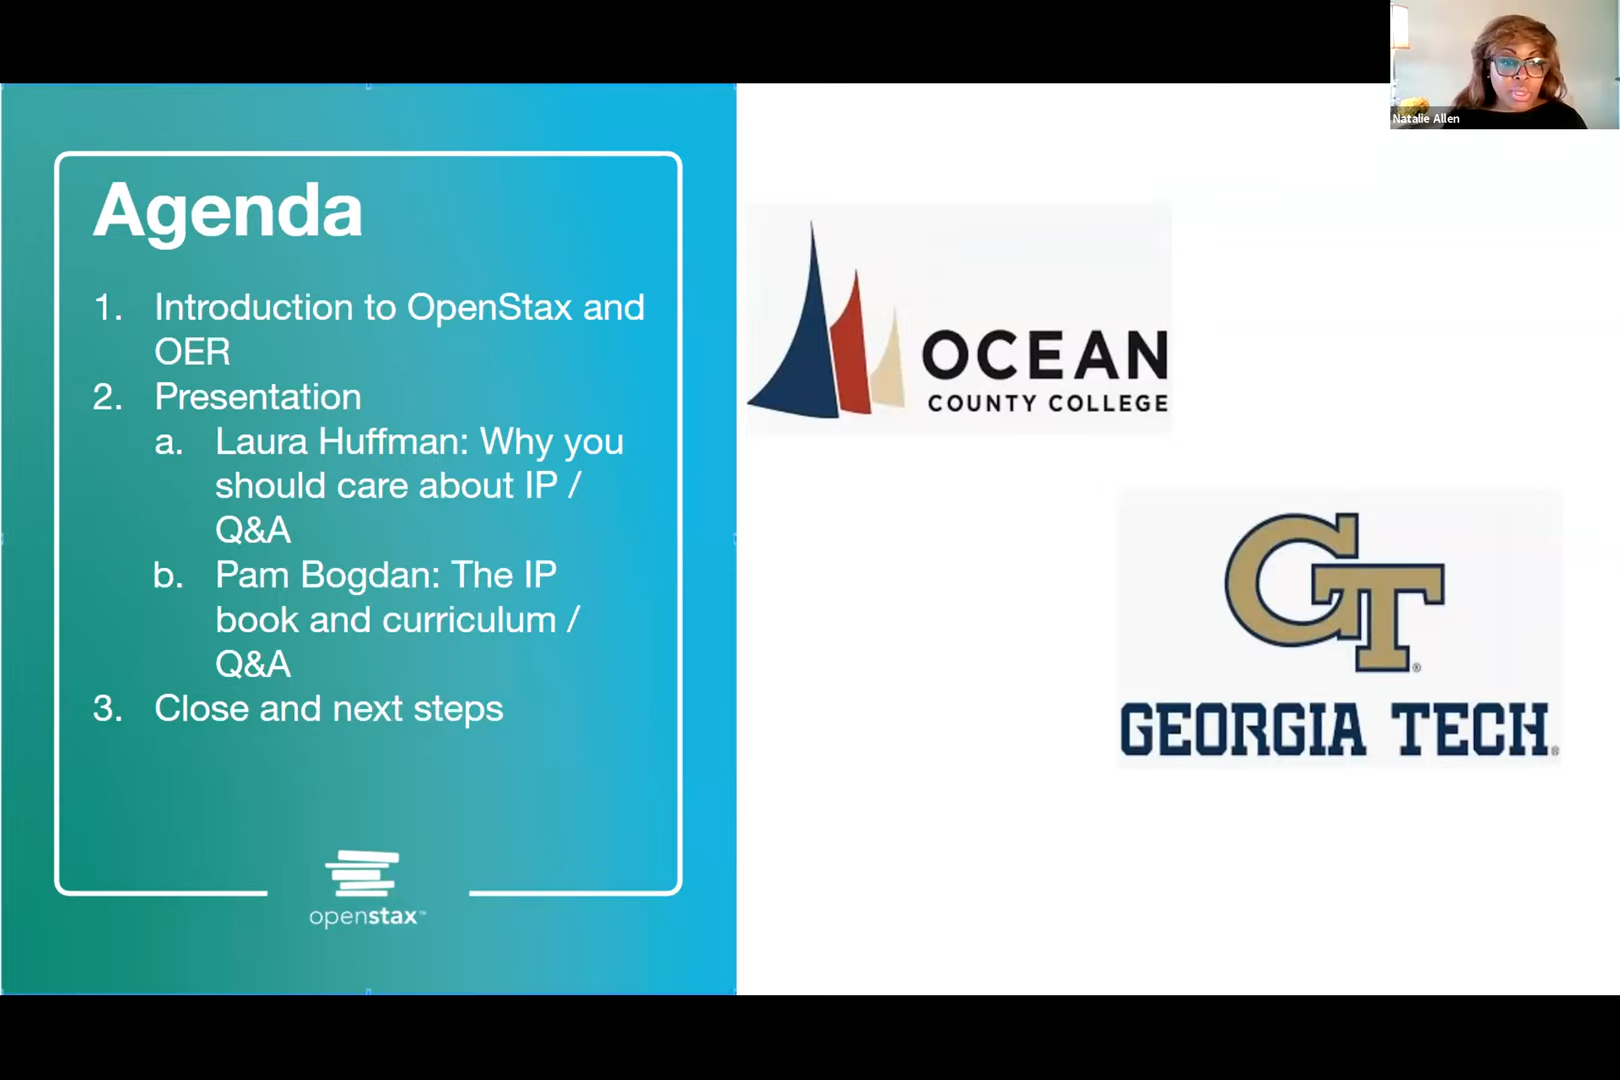 Natalie Allen
Agenda
1. Introduction to OpenStax and
OER
2. Presentation
a. Laura Huffman: Why you
should care about IP /
Q&A
b. Pam Bogdan: The IP
book and curriculum /
Q&A
3. Close and next steps
openstax™
OCEAN
COUNTY COLLEGE
GT®
GEORGIA TECH®